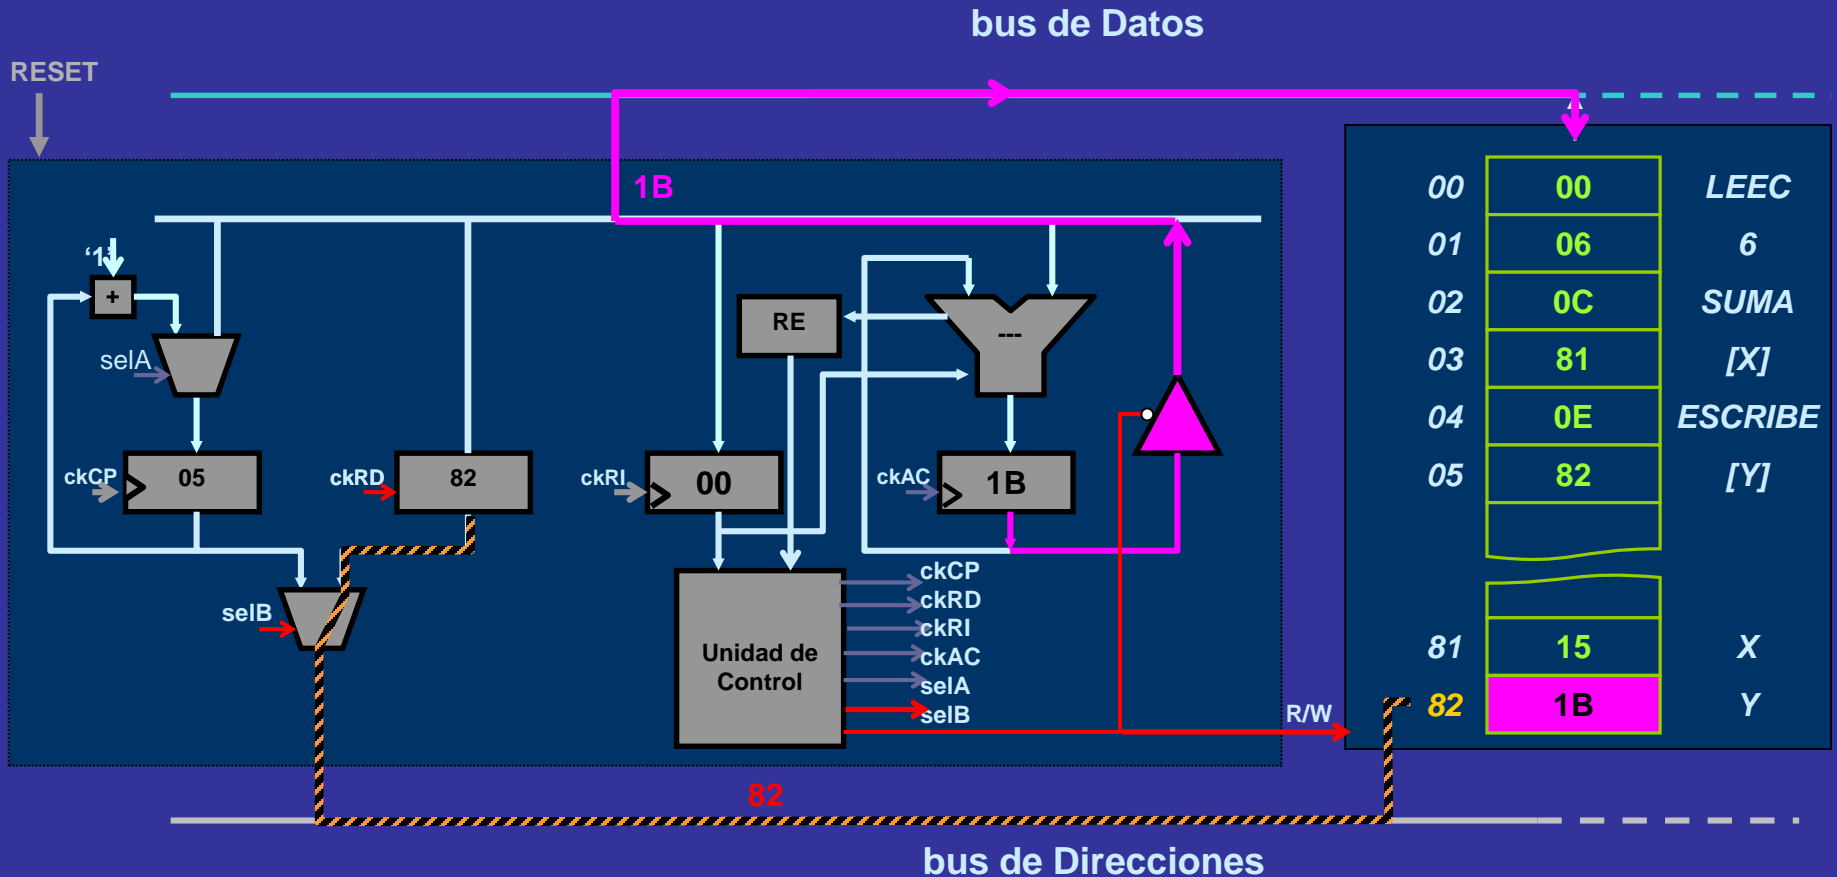 bus de Datos
RESET
1B
‘1’
+
selA
ckCP
05
ckRD
82
RE
---
ckRI
00
ckAC
1B
selB
Unidad de
Control
ckCP
ckRD
ckRI
ckAC
selA
selB
R/W
82
bus de Direcciones
00 00 LEEC
01 06 6
02 0C SUMA
03 81 [X]
04 0E ESCRIBE
05 82 [Y]
81 15 X
82 1B Y